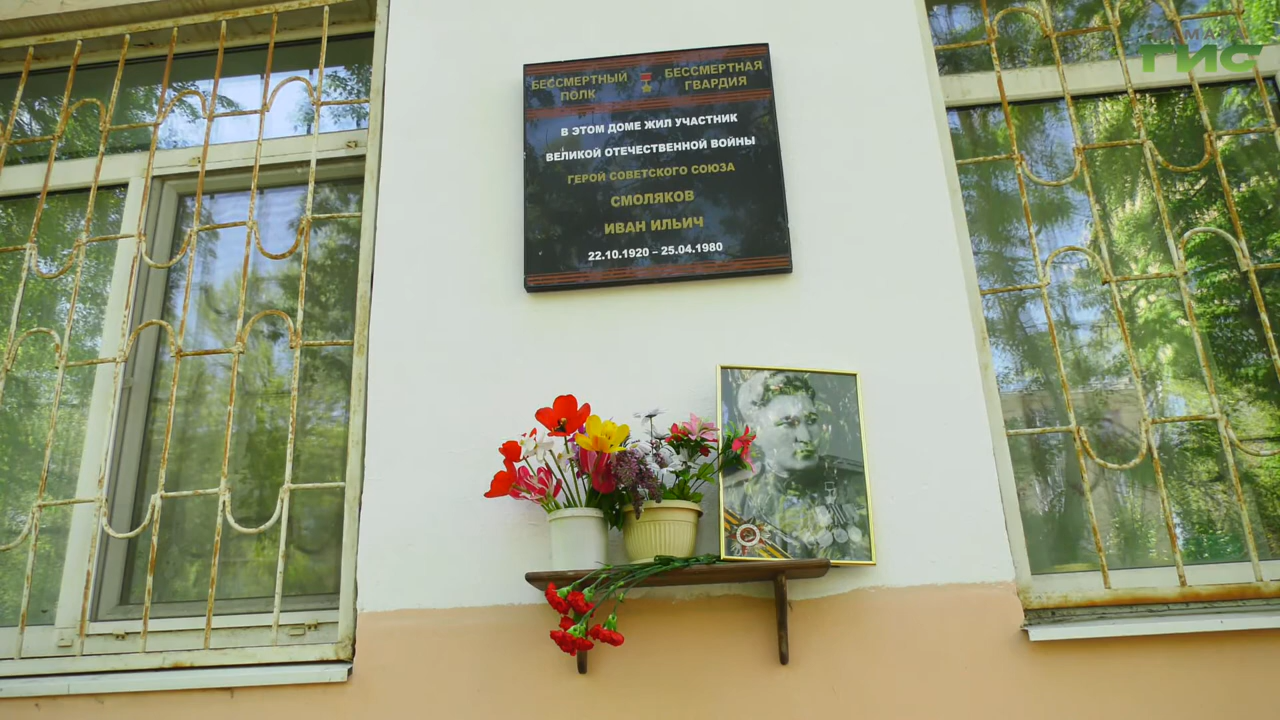 САМАРА
ГИС
БЕССМЕРТНЫЙ
ПОЛК
БЕССМЕРТНАЯ
ГВАРДИЯ
В ЭТОМ ДОМЕ ЖИЛ УЧАСТНИК
ВЕЛИКОЙ ОТЕЧЕСТВЕННОЙ ВОЙНЫ
ГЕРОЙ СОВЕТСКОГО СОЮЗА
СМОЛЯКОВ
ИВАН ИЛЬИЧ
22.10.1920 – 25.04.1980